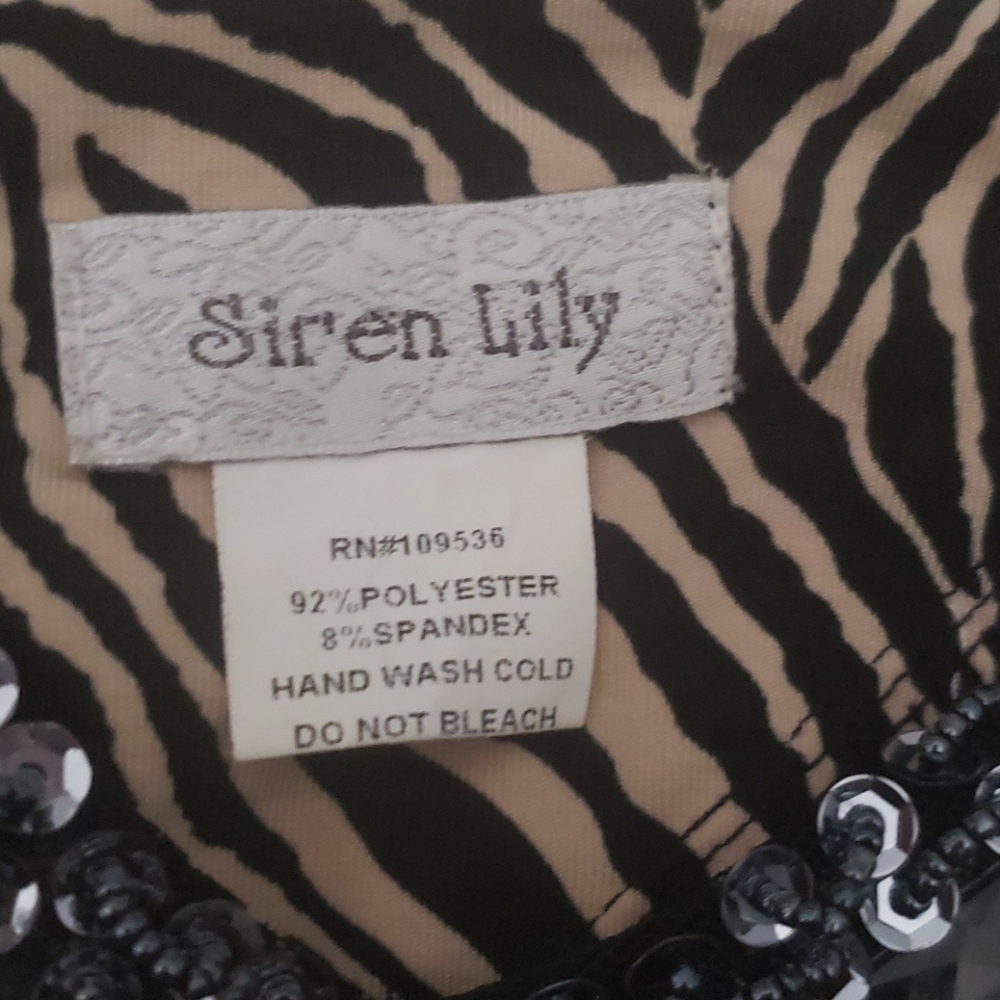 Siren Lily
RN#109536
92%POLYESTER
8%SPANDEX
HAND WASH COLD
DO NOT BLEACH